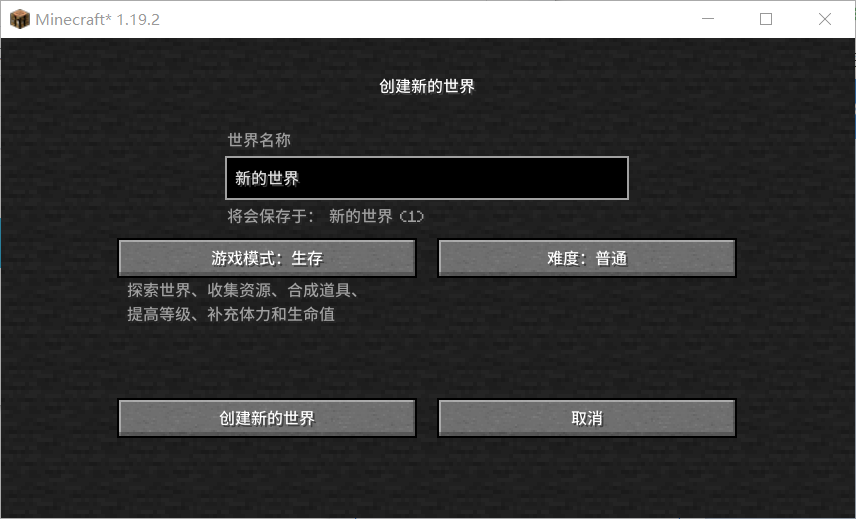 Minecraft* 1.19.2
创建新的世界
世界名称
新的世界
将会保存于： 新的世界 (1)
游戏模式：生存
难度：普通
探索世界、收集资源、合成道具、
提高等级、补充体力和生命值
创建新的世界
取消